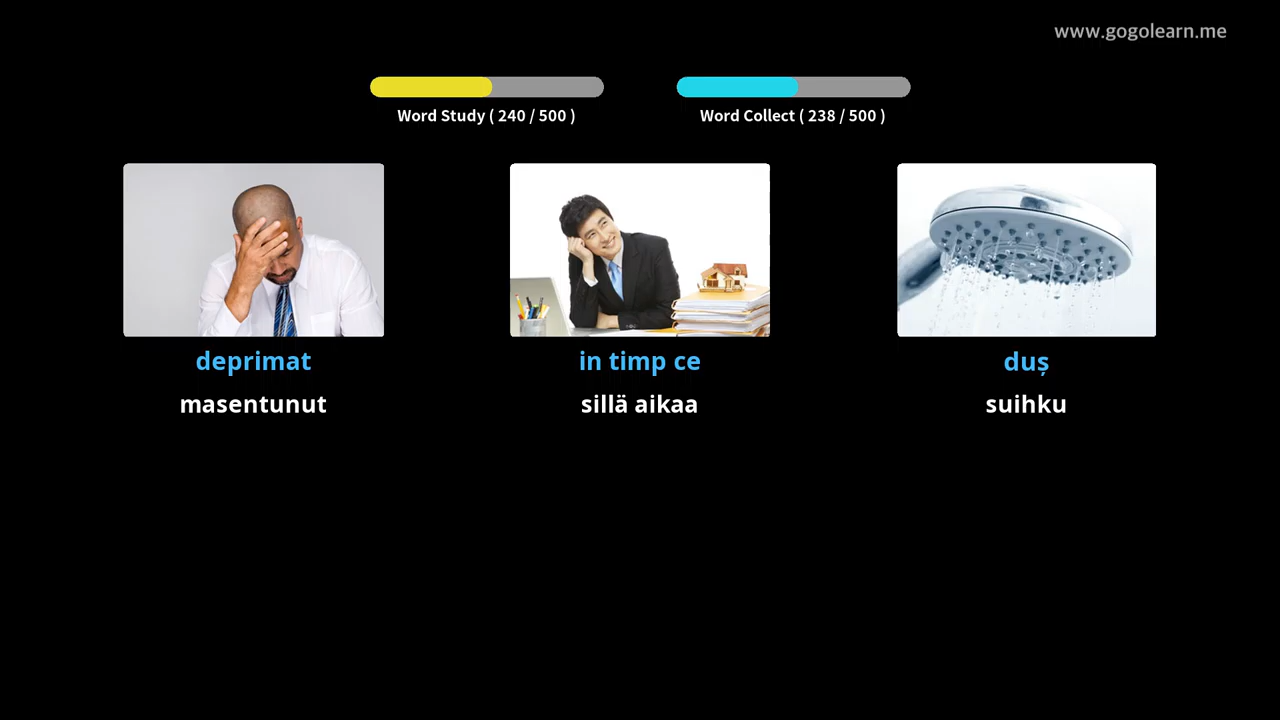 www.gogolearn.me
Word Study ( 240 / 500 )
Word Collect ( 238 / 500 )
deprimat
in timp ce
duș
masentunut
sillä aikaa
suihku